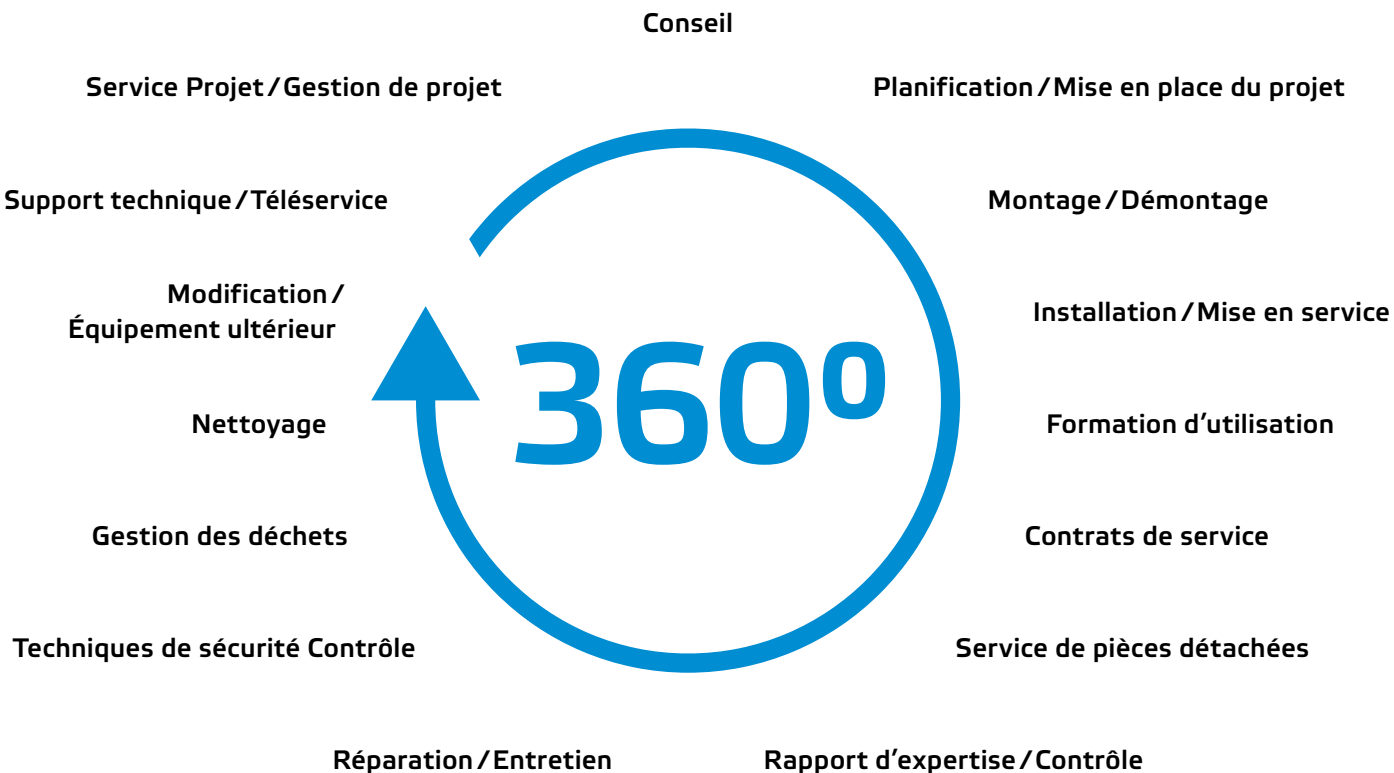 Conseil
Service Projet/Gestion de projet
Planification/Mise en place du projet
Support technique/Téléservice
Montage/Démontage
Modification/
Équipement ultérieur
Installation/Mise en service
360º
Nettoyage
Formation d'utilisation
Gestion des déchets
Contrats de service
Techniques de sécurité Contrôle
Service de pièces détachées
Réparation/Entretien
Rapport d'expertise/Contrôle